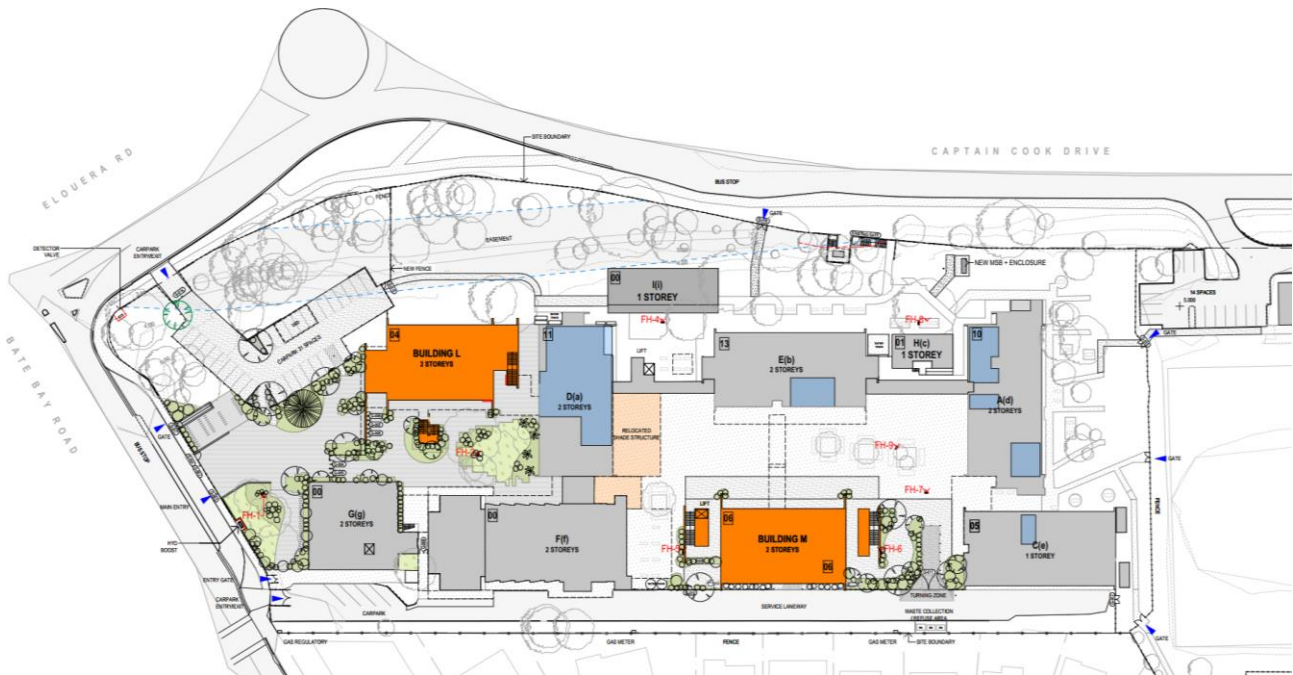 CAPTAIN COOK DRIVE
ELOUERA RD
BATE BAY ROAD
SITE BOUNDARY
BUS STOP
FENCE
GATE
CARPARK
ENTRY/EXIT
DETECTOR
VALVE
EASEMENT
NEW FENCE
NEW MSB + ENCLOSURE
14 SPACES
00
I(i)
1 STOREY
FH-4
FH-8
GATE
04
BUILDING L
2 STOREYS
11
D(a)
2 STOREYS
LIFT
13
E(b)
2 STOREYS
01
H(c)
1 STOREY
10
A(d)
2 STOREYS
CARPARK 31 SPACES
RELOCATED
SHADE STRUCTURE
GATE
BUS STOP
FH-9
GATE
FENCE
FH-7
MAIN ENTRY
FH-1
HYD
BOOST
00
G(g)
2 STOREYS
00
F(f)
2 STOREYS
LIFT
06
BUILDING M
2 STOREYS
06
FH-5
FH-6
05
C(e)
1 STOREY
ENTRY GATE
CARPARK
ENTRY/EXIT
CARPARK
SERVICE LANEWAY
TURNING ZONE
WASTE COLLECTION
/ REFUSE AREA
GAS REGULATORY
GAS METER
FENCE
GAS METER
SITE BOUNDARY
GATE